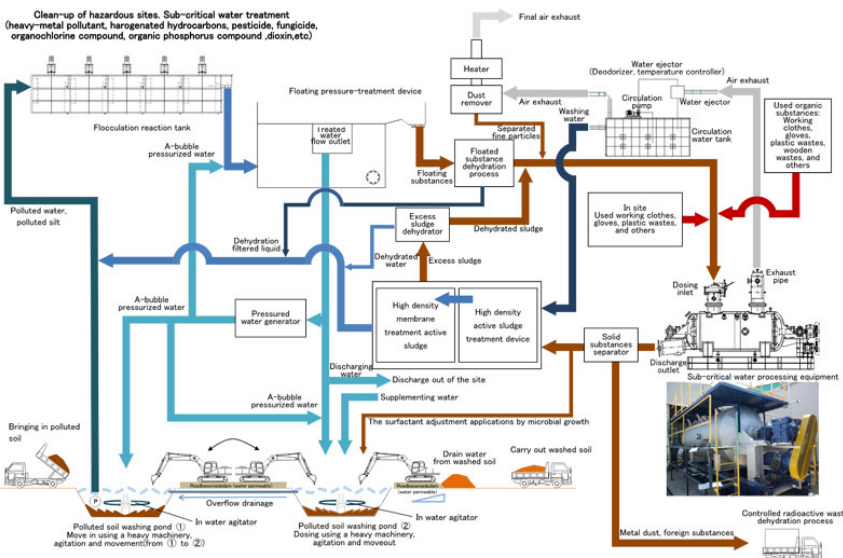 Clean-up of hazardous sites. Sub-critical water treatment
(heavy-metal pollutant, harogenated hydrocarbons, pesticide, fungicide,
organochlorine compound, organic phosphorus compound ,dioxin,etc)
Final air exhaust
Heater
Dust
remover
Air exhaust
Water ejector
(Deodorizer, temperature controller)
Air exhaust
Circulation
pump
Water ejector
Washing
water
Circulation
water tank
Used organic
substances:
Working
clothes,
gloves,
plastic wastes,
wooden
wastes, and
others
Floating pressure-treatment device
Flocculation reaction tank
Treated
water
flow outlet
A-bubble
pressurized water
Separated
fine particles
Floated
substance
dehydration
process
Floating
substances
Polluted water,
polluted silt
In site
Used working clothes,
gloves, plastic wastes,
and others
Excess
sludge
dehydrator
Dehydrated sludge
Dehydration
filtered liquid
Dehydrated
water
Excess sludge
Dosing
inlet
Exhaust
pipe
A-bubble
pressurized water
Pressured
water generator
High density
membrane
treatment active
sludge
High density
active sludge
treatment device
Solid
substances
separator
Discharge
outlet
Sub-critical water processing equipment
Discharging
water
Discharge out of the site
A-bubble
pressurized water
Supplementing water
The surfactant adjustment applications by microbial growth
Bringing in polluted
soil
Drain water
from washed soil
Carry out washed soil
(water permeable)
(water permeable)
P
Overflow drainage
In water agitator
In water agitator
Polluted soil washing pond ①
Move in using a heavy machinery,
agitation and movement(from ① to ②)
Polluted soil washing pond ②
Dosing using a heavy machinery,
agitation and moveout
Metal dust, foreign substances
Controlled radioactive wast
dehydration process